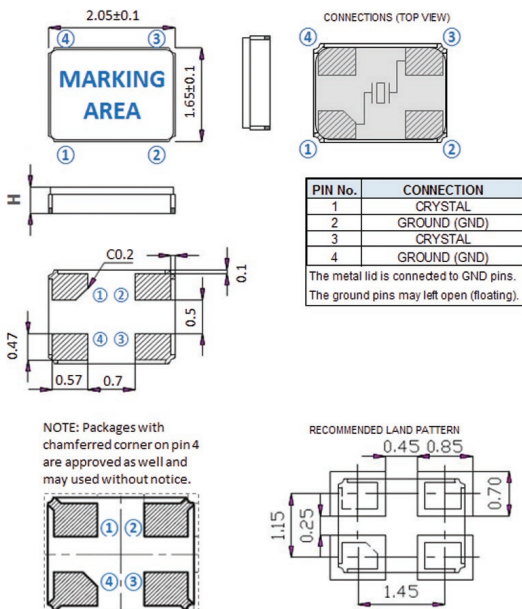 2.05±0.1
④ ③
MARKING
AREA
1.65±0.1
① ②
CONNECTIONS (TOP VIEW)
④ ③
① ②
H
PIN No. CONNECTION
1 CRYSTAL
2 GROUND (GND)
3 CRYSTAL
4 GROUND (GND)
The metal lid is connected to GND pins.
The ground pins may left open (floating).
C0.2
① ②
④ ③
0.1
0.5
0.47
0.57 0.7
NOTE: Packages with
chamferred corner on pin 4
are approved as well and
may used without notice.
① ②
④ ③
RECOMMENDED LAND PATTERN
0.45 0.85
0.70
1.15
0.25
1.45